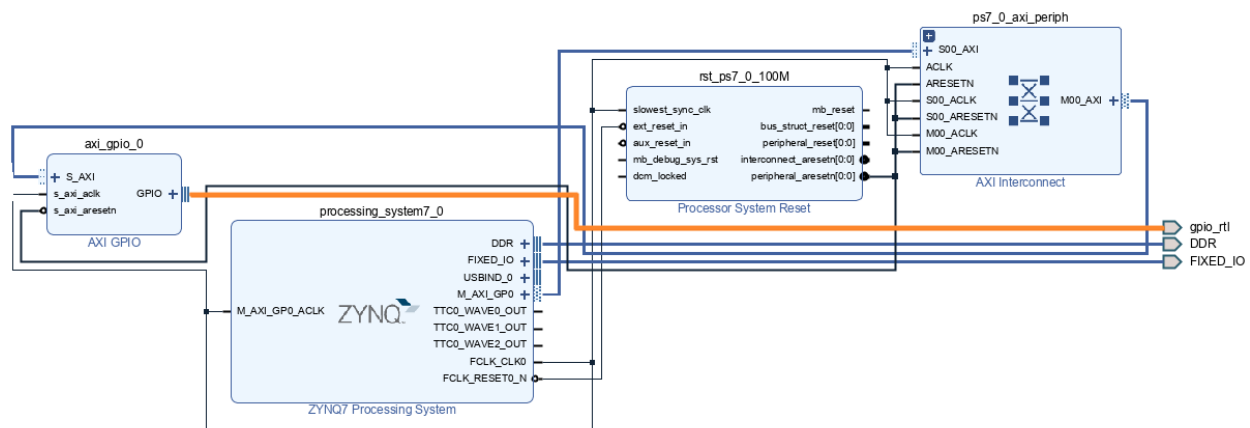 ps7_0_axi_periph
S00_AXI
ACLK
ARESETN
S00_ACLK
M00_AXI
S00_ARESETN
M00_ACLK
M00_ARESETN
AXI Interconnect
rst_ps7_0_100M
slowest_sync_clk mb_reset
ext_reset_in bus_struct_reset[0:0]
aux_reset_in peripheral_reset[0:0]
mb_debug_sys_rst interconnect_aresetn[0:0]
dcm_locked peripheral_aresetn[0:0]
Processor System Reset
axi_gpio_0
S_AXI
s_axi_aclk GPIO
s_axi_aresetn
AXI GPIO
processing_system7_0
DDR
FIXED_IO
USBIND_0
M_AXI_GP0
M_AXI_GP0_ACLK ZYNQ TTC0_WAVE0_OUT
TTC0_WAVE1_OUT
TTC0_WAVE2_OUT
FCLK_CLK0
FCLK_RESET0_N
ZYNQ7 Processing System
gpio_rtl
DDR
FIXED_IO